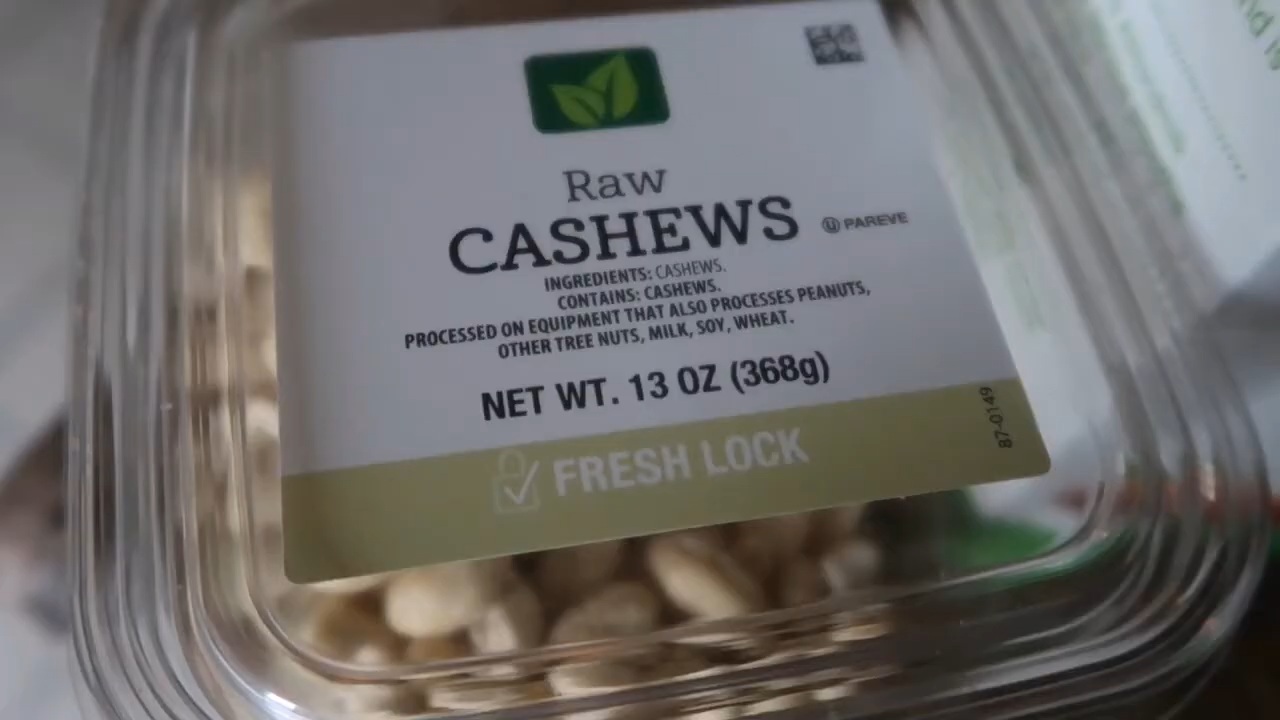 Raw
CASHEWS
Ⓤ PAREVE
INGREDIENTS: CASHEWS.
CONTAINS: CASHEWS.
PROCESSED ON EQUIPMENT THAT ALSO PROCESSES PEANUTS,
OTHER TREE NUTS, MILK, SOY, WHEAT.
NET WT. 13 OZ (368g)
FRESH LOCK
87-0149